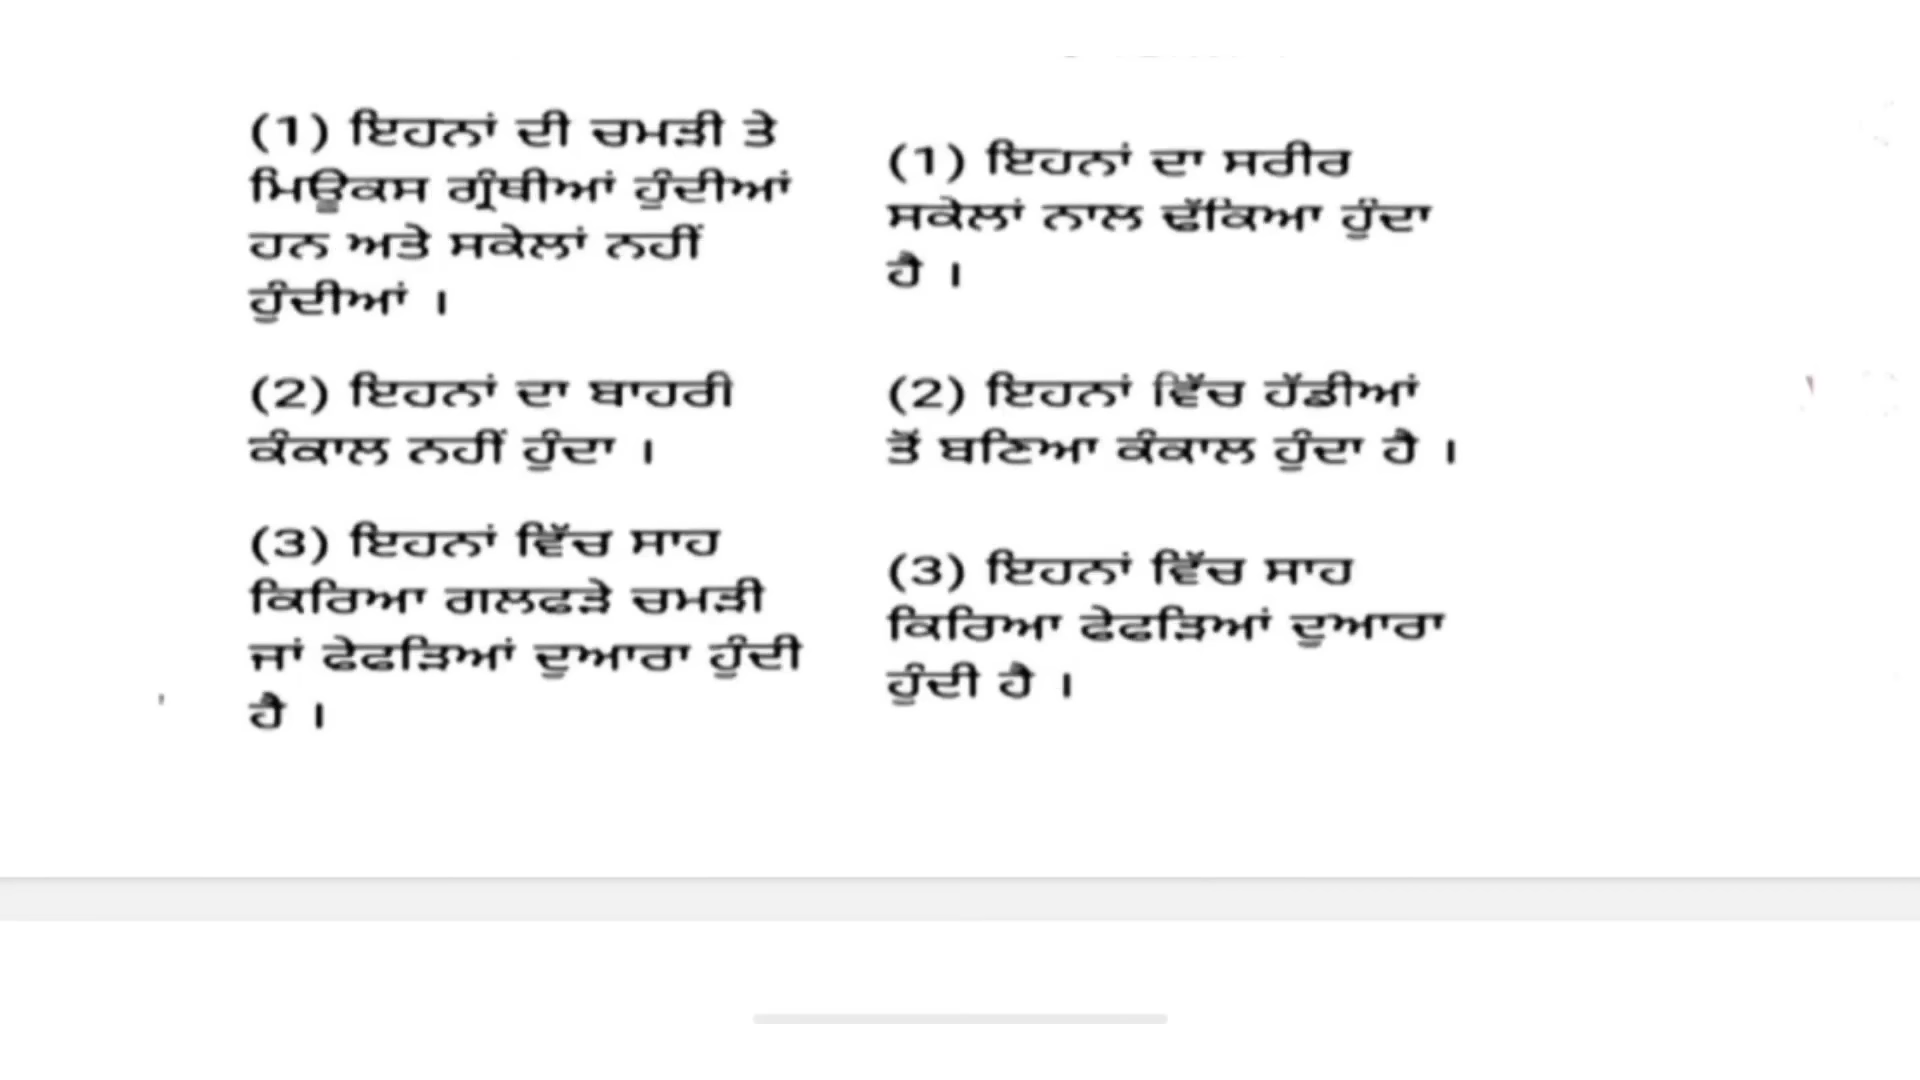 (1) ਇਹਨਾਂ ਦੀ ਚਮੜੀ ਤੇ
ਮਿਊਕਸ ਗ੍ਰੰਥੀਆਂ ਹੁੰਦੀਆਂ
ਹਨ ਅਤੇ ਸਕੇਲਾਂ ਨਹੀਂ
ਹੁੰਦੀਆਂ ।
(2) ਇਹਨਾਂ ਦਾ ਬਾਹਰੀ
ਕੰਕਾਲ ਨਹੀਂ ਹੁੰਦਾ ।
(3) ਇਹਨਾਂ ਵਿੱਚ ਸਾਹ
ਕਿਰਿਆ ਗਲਫੜੇ ਚਮੜੀ
ਜਾਂ ਫੇਫੜਿਆਂ ਦੁਆਰਾ ਹੁੰਦੀ
ਹੈ ।
(1) ਇਹਨਾਂ ਦਾ ਸਰੀਰ
ਸਕੇਲਾਂ ਨਾਲ ਢੱਕਿਆ ਹੁੰਦਾ
ਹੈ ।
(2) ਇਹਨਾਂ ਵਿੱਚ ਹੱਡੀਆਂ
ਤੋਂ ਬਣਿਆ ਕੰਕਾਲ ਹੁੰਦਾ ਹੈ ।
(3) ਇਹਨਾਂ ਵਿੱਚ ਸਾਹ
ਕਿਰਿਆ ਫੇਫੜਿਆਂ ਦੁਆਰਾ
ਹੁੰਦੀ ਹੈ ।